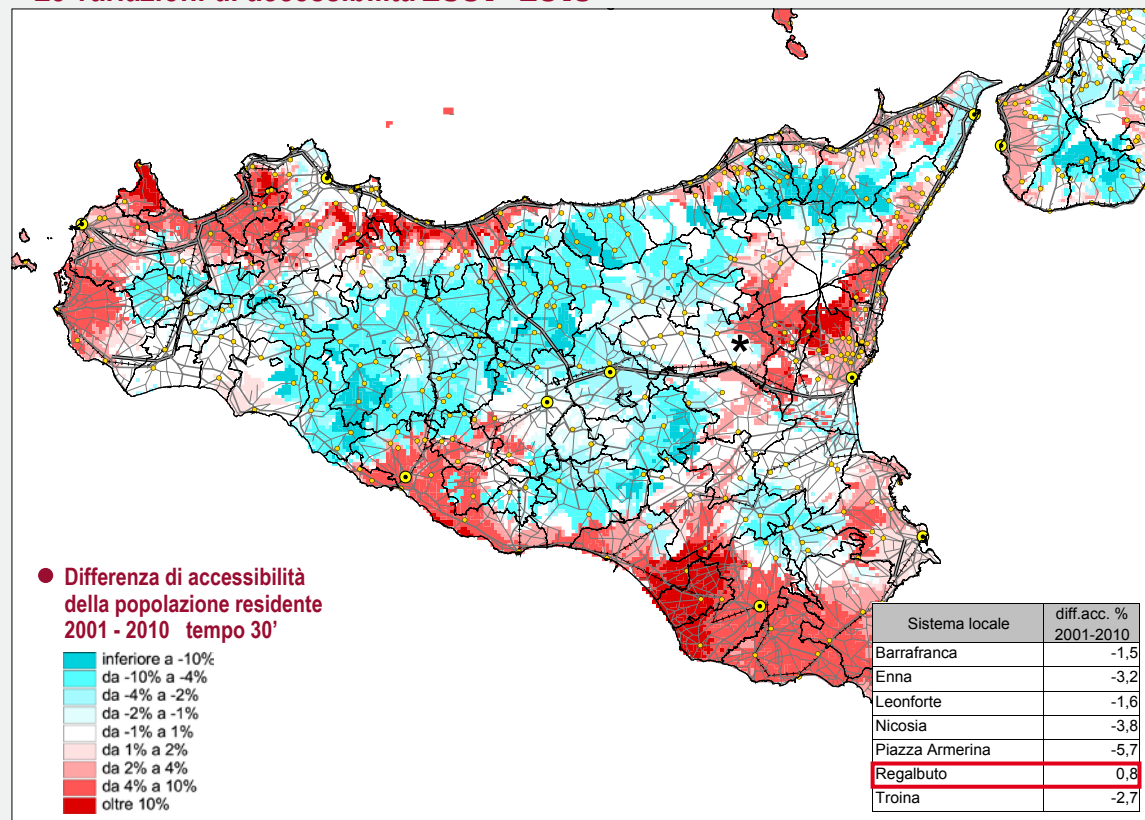 ● Differenza di accessibilità
della popolazione residente
2001 - 2010 tempo 30’
inferiore a -10%
da -10% a -4%
da -4% a -2%
da -2% a -1%
da -1% a 1%
da 1% a 2%
da 2% a 4%
da 4% a 10%
oltre 10%
*
Sistema locale diff.acc. %
2001-2010
Barrafranca -1,5
Enna -3,2
Leonforte -1,6
Nicosia -3,8
Piazza Armerina -5,7
Regalbuto 0,8
Troina -2,7